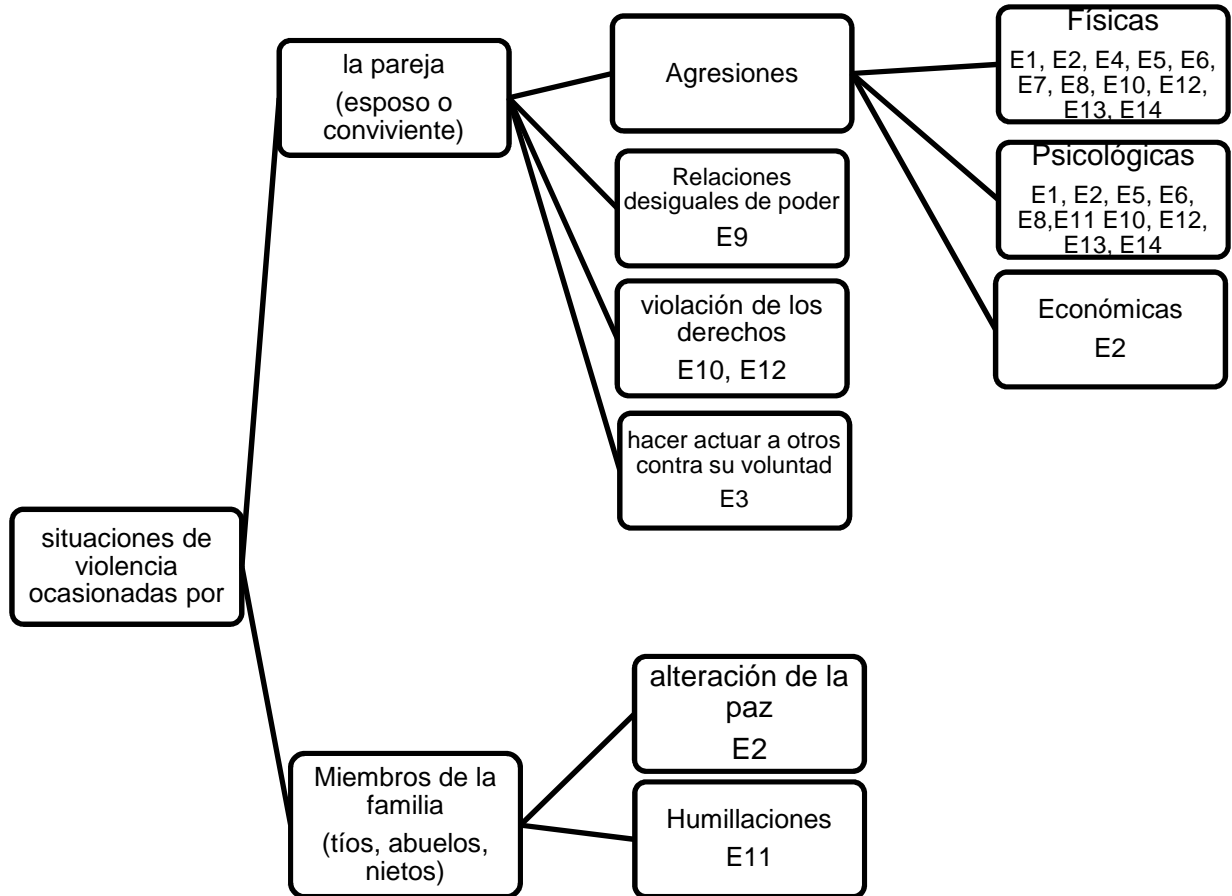 la pareja
(esposo o
conviviente)
Agresiones
Físicas
E1, E2, E4, E5, E6,
E7, E8, E10, E12,
E13, E14
Psicológicas
E1, E2, E5, E6,
E8,E11 E10, E12,
E13, E14
Económicas
E2
Relaciones
desiguales de poder
E9
violación de los
derechos
E10, E12
hacer actuar a otros
contra su voluntad
E3
situaciones de
violencia
ocasionadas por
Miembros de la
familia
(tíos, abuelos,
nietos)
alteración de la
paz
E2
Humillaciones
E11